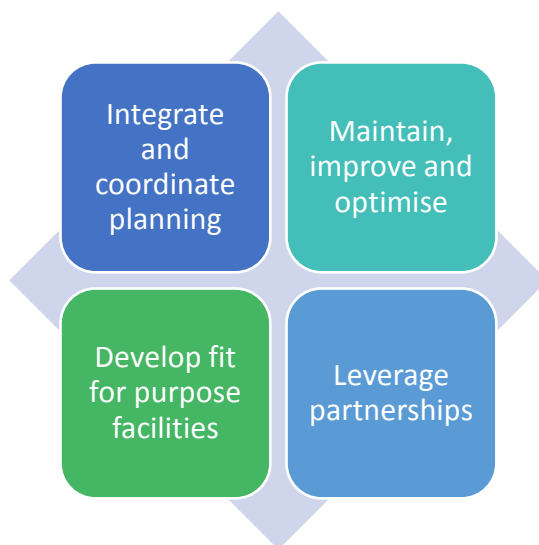 Integrate
and
coordinate
planning
Maintain,
improve and
optimise
Develop fit
for purpose
facilities
Leverage
partnerships